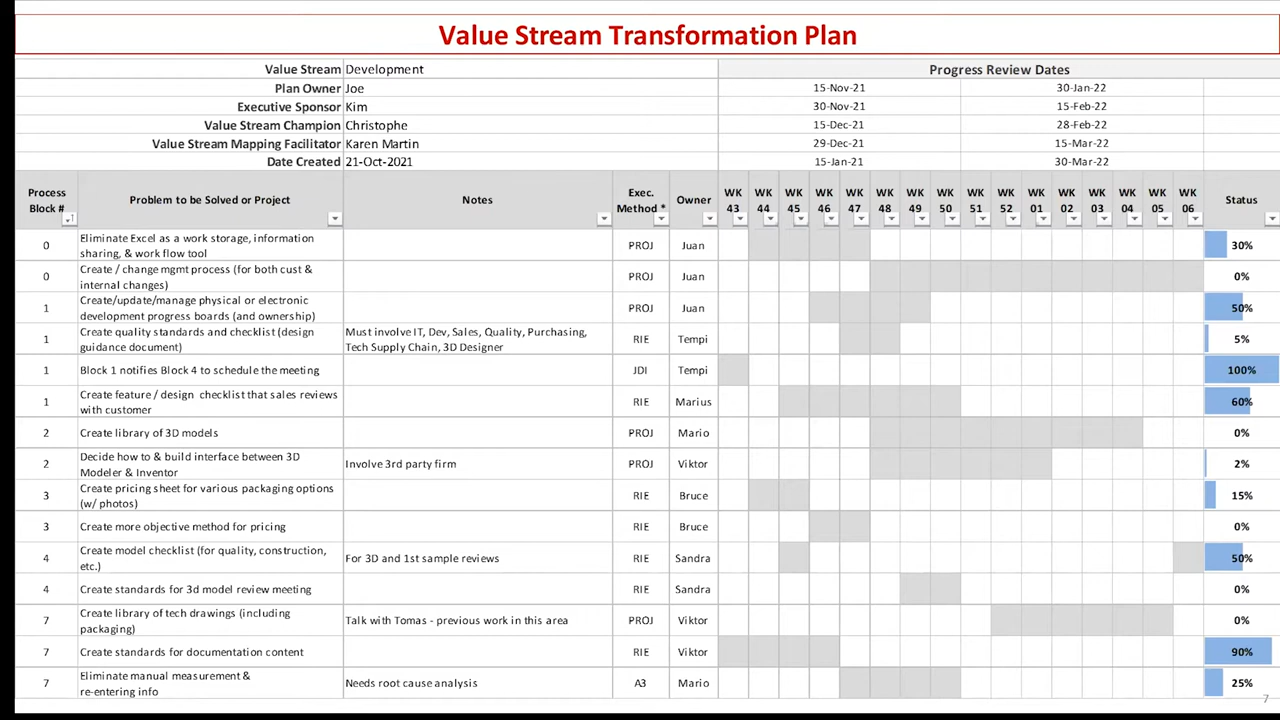 Value Stream Transformation Plan
Value Stream Development Progress Review Dates
Plan Owner Joe 15-Nov-21 30-Jan-22
Executive Sponsor Kim 30-Nov-21 15-Feb-22
Value Stream Champion Christophe 15-Dec-21 28-Feb-22
Value Stream Mapping Facilitator Karen Martin 29-Dec-21 15-Mar-22
Date Created 21-Oct-2021 15-Jan-21 30-Mar-22
Process Block # Problem to be Solved or Project Notes Exec. Method * Owner WK 43 WK 44 WK 45 WK 46 WK 47 WK 48 WK 49 WK 50 WK 51 WK 52 WK 01 WK 02 WK 03 WK 04 WK 05 WK 06 Status
0 Eliminate Excel as a work storage, information
sharing, & work flow tool PROJ Juan 30%
0 Create / change mgmt process (for both cust &
internal changes) PROJ Juan 0%
1 Create/update/manage physical or electronic
development progress boards (and ownership) PROJ Juan 50%
1 Create quality standards and checklist (design
guidance document) Must involve IT, Dev, Sales, Quality, Purchasing,
Tech Supply Chain, 3D Designer RIE Tempi 5%
1 Block 1 notifies Block 4 to schedule the meeting JDI Tempi 100%
1 Create feature / design checklist that sales reviews
with customer RIE Marius 60%
2 Create library of 3D models PROJ Mario 0%
2 Decide how to & build interface between 3D
Modeler & Inventor Involve 3rd party firm PROJ Viktor 2%
3 Create pricing sheet for various packaging options
(w/ photos) RIE Bruce 15%
3 Create more objective method for pricing RIE Bruce 0%
4 Create model checklist (for quality, construction,
etc.) For 3D and 1st sample reviews RIE Sandra 50%
4 Create standards for 3d model review meeting RIE Sandra 0%
7 Create library of tech drawings (including
packaging) Talk with Tomas - previous work in this area PROJ Viktor 0%
7 Create standards for documentation content RIE Viktor 90%
7 Eliminate manual measurement &
re-entering info Needs root cause analysis A3 Mario 25%
7